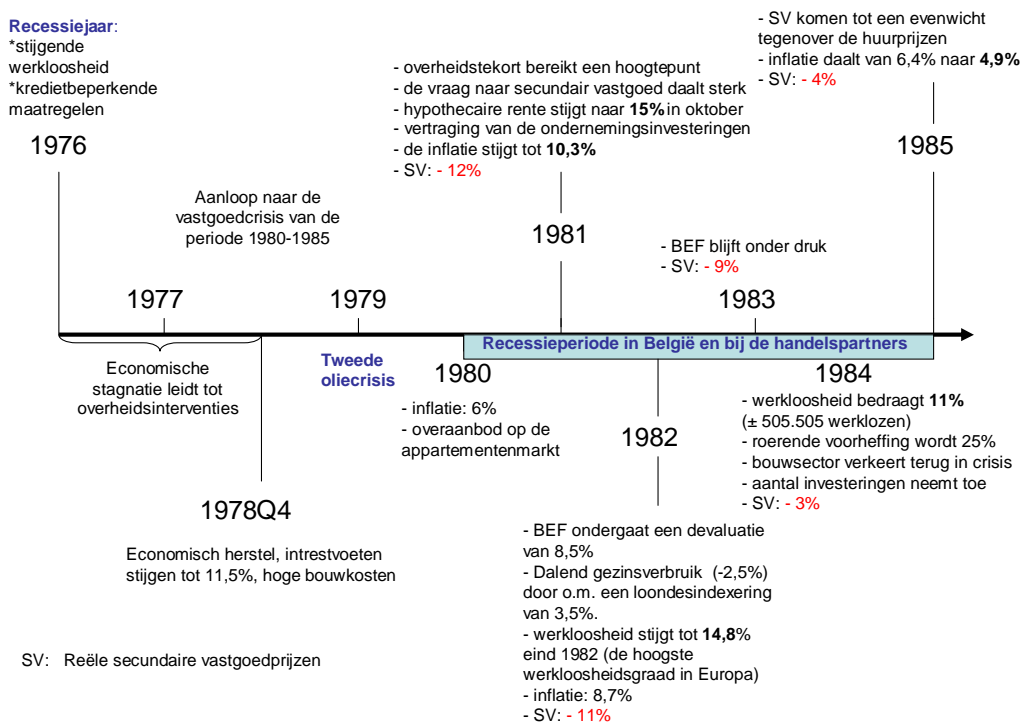 Recessiejaar:
*stijgende
werkloosheid
*kredietbeperkende
maatregelen
1976
- overheidstekort bereikt een hoogtepunt
- de vraag naar secundair vastgoed daalt sterk
- hypothecaire rente stijgt naar 15% in oktober
- vertraging van de ondernemingsinvesteringen
- de inflatie stijgt tot 10,3%
- SV: - 12%
1981
- SV komen tot een evenwicht
tegenover de huurprijzen
- inflatie daalt van 6,4% naar 4,9%
- SV: - 4%
1985
Aanloop naar de
vastgoedcrisis van de
periode 1980-1985
- BEF blijft onder druk
- SV: - 9%
1983
1977
1979
Recessieperiode in België en bij de handelspartners
Economische
stagnatie leidt tot
overheidsinterventies
Tweede
oliecrisis
1980
- inflatie: 6%
- overaanbod op de
appartementenmarkt
1984
- werkloosheid bedraagt 11%
(± 505.505 werklozen)
- roerende voorheffing wordt 25%
- bouwsector verkeert terug in crisis
- aantal investeringen neemt toe
- SV: - 3%
1982
- BEF ondergaat een devaluatie
van 8,5%
- Dalend gezinsverbruik (-2,5%)
door o.m. een loondesindexering
van 3,5%.
- werkloosheid stijgt tot 14,8%
eind 1982 (de hoogste
werkloosheidsgraad in Europa)
- inflatie: 8,7%
- SV: - 11%
1978Q4
Economisch herstel, intrestvoeten
stijgen tot 11,5%, hoge bouwkosten
SV: Reële secundaire vastgoedprijzen